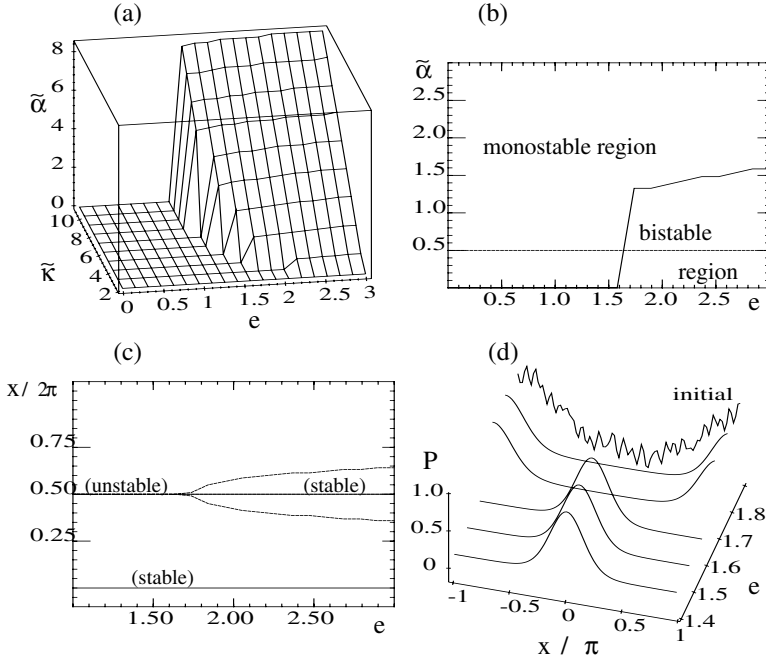 (a)
8
6
α̃
4
2
0
10
8
6
κ̃
4
2
0 0.5 1 1.5 2 2.5 3
e
(b)
α̃
2.5
2.0
monostable region
1.5
1.0
bistable
0.5
region
0.5 1.0 1.5 2.0 2.5 e
(c)
x/ 2π
0.75
0.50
(unstable) (stable)
0.25
(stable)
1.50 2.00 2.50 e
(d)
initial
P
1.0
0.5
0
1.8
1.7
1.6
1.5
1.4
e
-1 -0.5 0 0.5 1
x / π